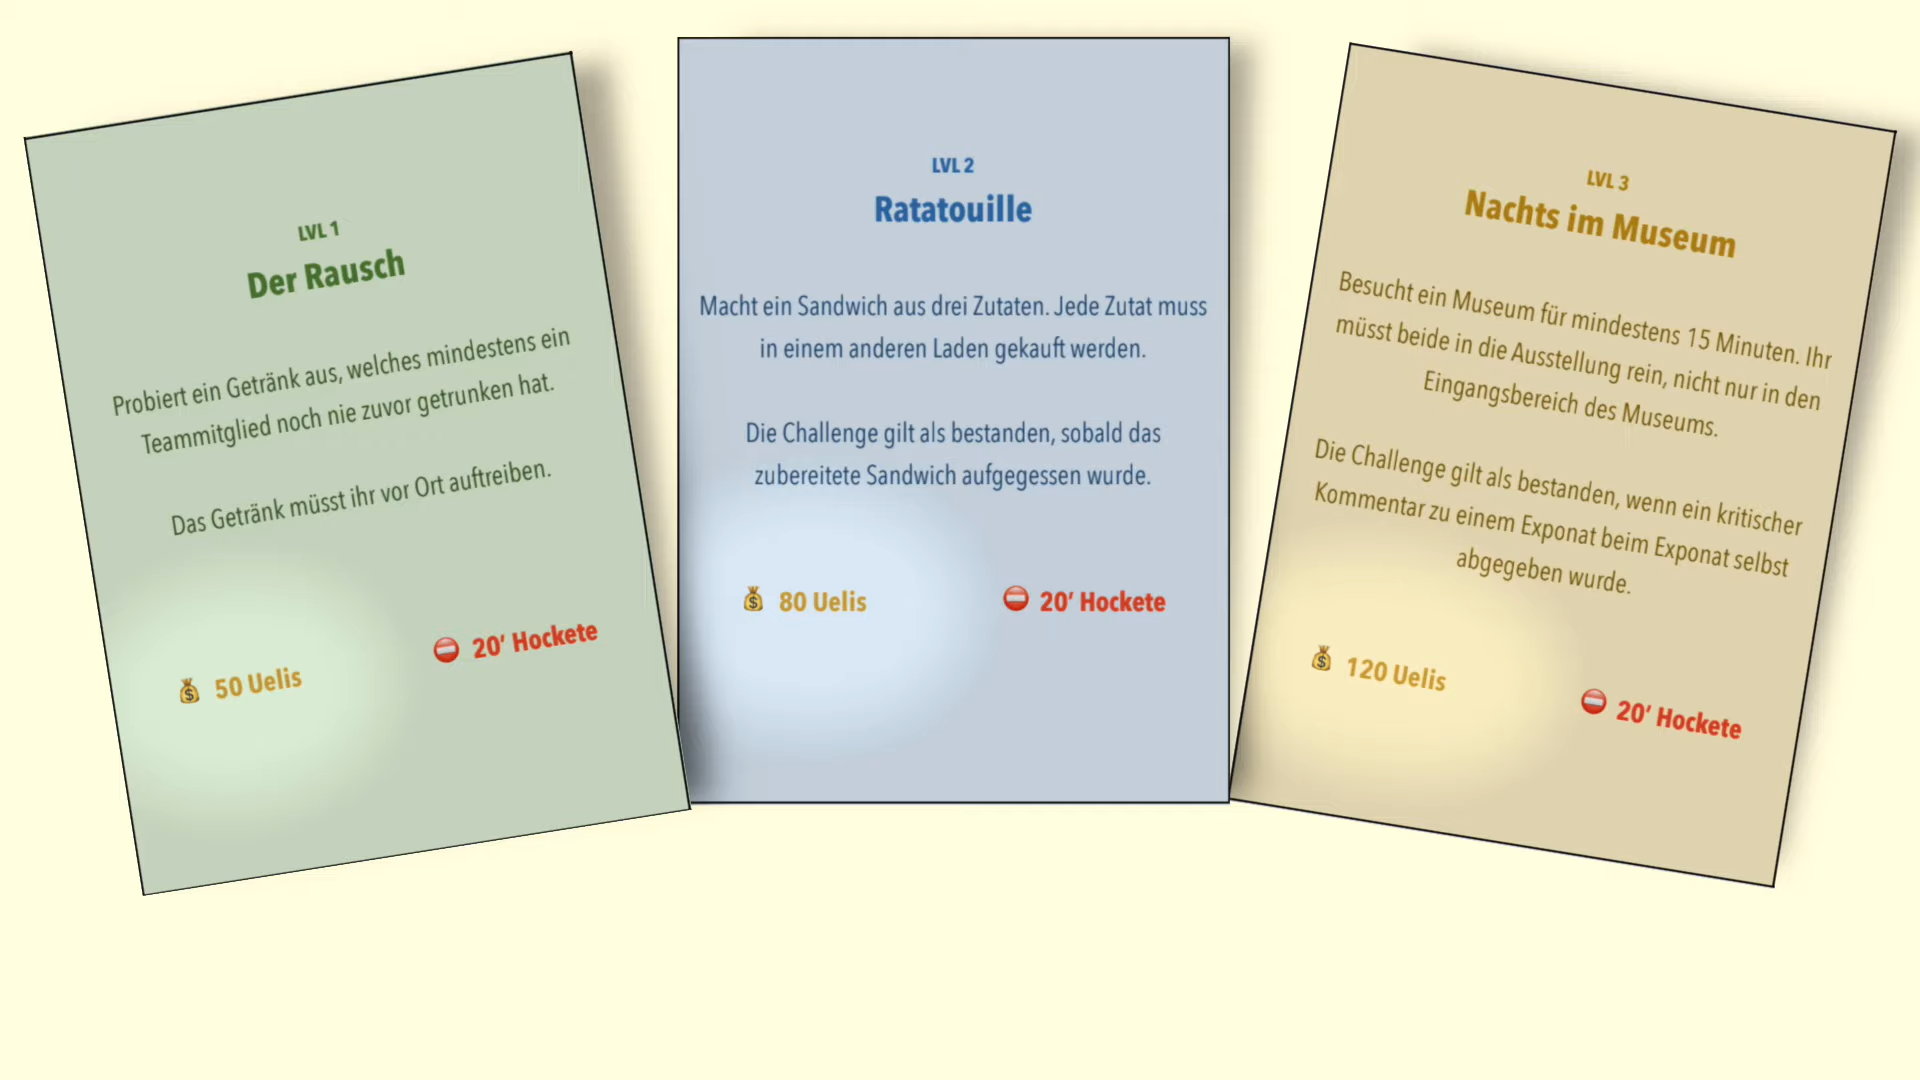 LVL 1
Der Rausch
Probiert ein Getränk aus, welches mindestens ein
Teammitglied noch nie zuvor getrunken hat.
Das Getränk müsst ihr vor Ort auftreiben.
50 Uelis
20’ Hockete
LVL 2
Ratatouille
Macht ein Sandwich aus drei Zutaten. Jede Zutat muss
in einem anderen Laden gekauft werden.
Die Challenge gilt als bestanden, sobald das
zubereitete Sandwich aufgegessen wurde.
80 Uelis
20’ Hockete
LVL 3
Nachts im Museum
Besucht ein Museum für mindestens 15 Minuten. Ihr
müsst beide in die Ausstellung rein, nicht nur in den
Eingangsbereich des Museums.
Die Challenge gilt als bestanden, wenn ein kritischer
Kommentar zu einem Exponat beim Exponat selbst
abgegeben wurde.
120 Uelis
20’ Hockete